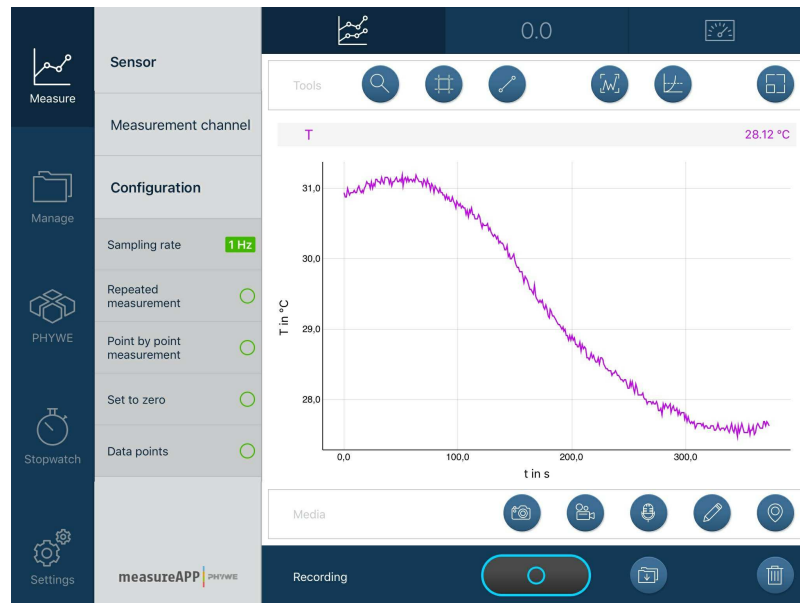 Measure
Manage
PHYWE
Stopwatch
Settings
Sensor
Measurement channel
Configuration
Sampling rate 1 Hz
Repeated
measurement
Point by point
measurement
Set to zero
Data points
measureAPP PHYWE
0.0
Tools
T 28.12 °C
31,0
30,0
29,0
28,0
T in °C
0,0 100,0 200,0 300,0
t in s
Media
Recording